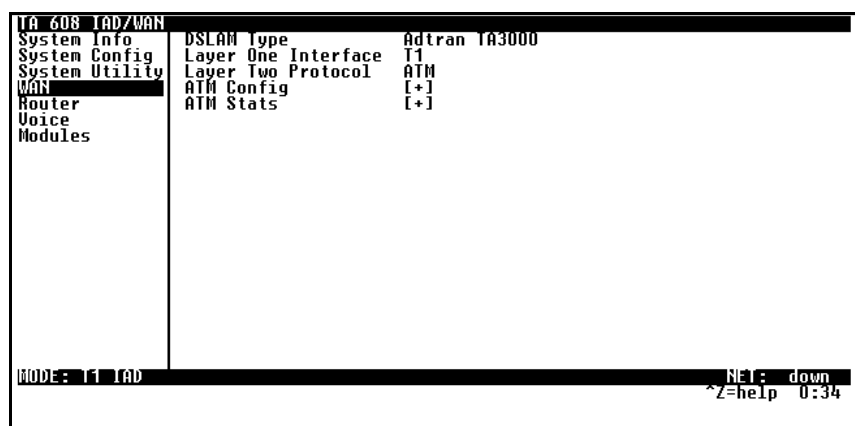 TA 608 IAD/WAN
System Info DSLAM Type Adtran TA3000
System Config Layer One Interface T1
System Utility Layer Two Protocol ATM
WAN ATM Config [+]
Router ATM Stats [+]
Voice
Modules
MODE: T1 IAD NET: down
^Z=help 0:34